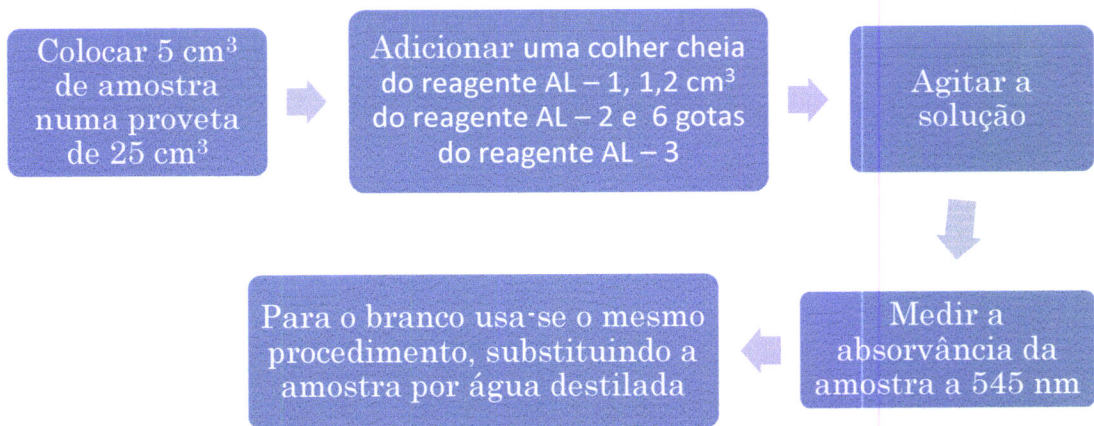 Colocar 5 cm³
de amostra
numa proveta
de 25 cm³
Adicionar uma colher cheia
do reagente AL – 1, 1,2 cm³
do reagente AL – 2 e 6 gotas
do reagente AL – 3
Agitar a
solução
Medir a
absorvância da
amostra a 545 nm
Para o branco usa-se o mesmo
procedimento, substituindo a
amostra por água destilada